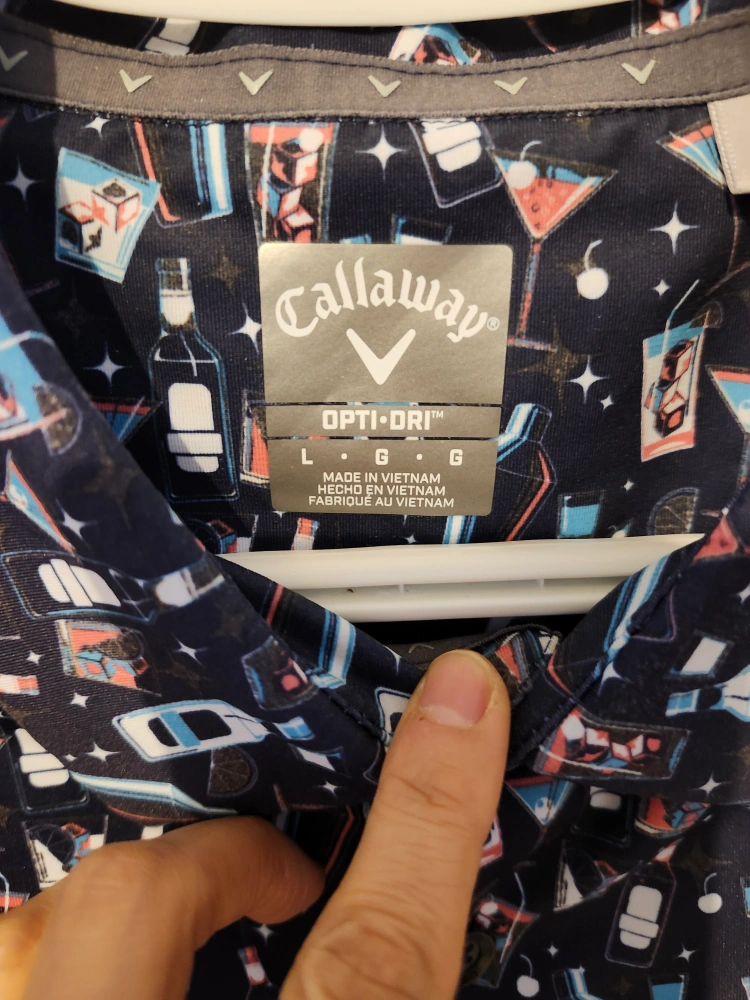 Callaway®
OPTI•DRI™
L • G • G
MADE IN VIETNAM
HECHO EN VIETNAM
FABRIQUÉ AU VIETNAM